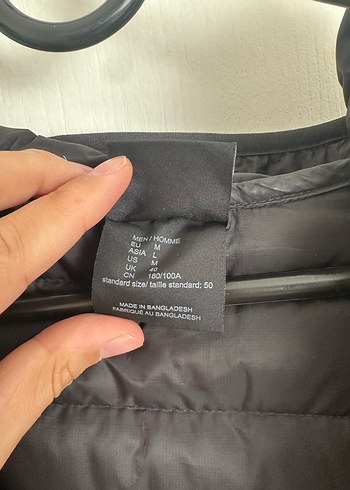 MEN / HOMME
EU M
ASIA L
US M
UK 40
CN 180/100A
standard size/ taille standard: 50
MADE IN BANGLADESH
FABRIQUÉ AU BANGLADESH